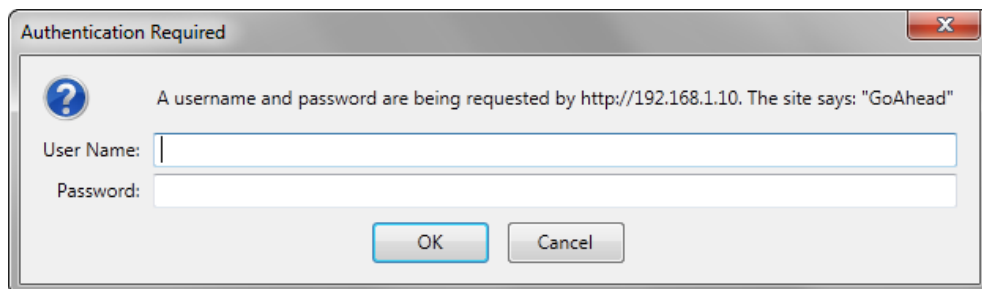 Authentication Required
A username and password are being requested by http://192.168.1.10. The site says: "GoAhead"
User Name:
Password:
OK Cancel